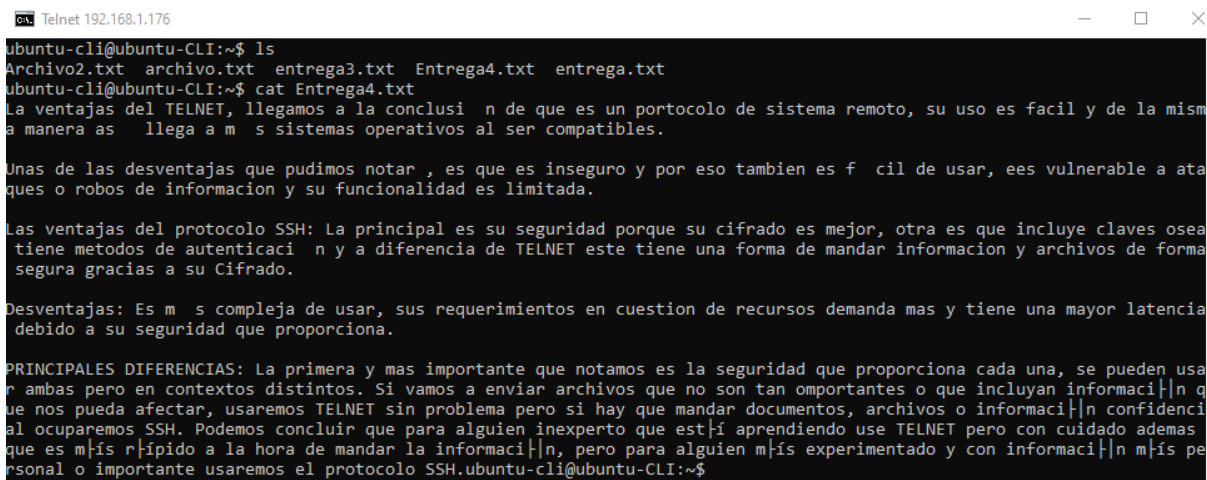 Telnet 192.168.1.176
ubuntu-cli@ubuntu-CLI:~$ ls
Archivo2.txt  archivo.txt  entrega3.txt  Entrega4.txt  entrega.txt
ubuntu-cli@ubuntu-CLI:~$ cat Entrega4.txt
La ventajas del TELNET, llegamos a la conclusi  n de que es un portocolo de sistema remoto, su uso es facil y de la mism
a manera as   llega a m  s sistemas operativos al ser compatibles.
Unas de las desventajas que pudimos notar , es que es inseguro y por eso tambien es f  cil de usar, ees vulnerable a ata
ques o robos de informacion y su funcionalidad es limitada.
Las ventajas del protocolo SSH: La principal es su seguridad porque su cifrado es mejor, otra es que incluye claves osea
 tiene metodos de autenticaci  n y a diferencia de TELNET este tiene una forma de mandar informacion y archivos de forma
 segura gracias a su Cifrado.
Desventajas: Es m  s compleja de usar, sus requerimientos en cuestion de recursos demanda mas y tiene una mayor latencia
 debido a su seguridad que proporciona.
PRINCIPALES DIFERENCIAS: La primera y mas importante que notamos es la seguridad que proporciona cada una, se pueden usa
r ambas pero en contextos distintos. Si vamos a enviar archivos que no son tan omportantes o que incluyan informaci├│n q
ue nos pueda afectar, usaremos TELNET sin problema pero si hay que mandar documentos, archivos o informaci├│n confidenci
al ocuparemos SSH. Podemos concluir que para alguien inexperto que est├í aprendiendo use TELNET pero con cuidado ademas
que es m├ís r├ípido a la hora de mandar la informaci├│n, pero para alguien m├ís experimentado y con informaci├│n m├ís pe
rsonal o importante usaremos el protocolo SSH.ubuntu-cli@ubuntu-CLI:~$